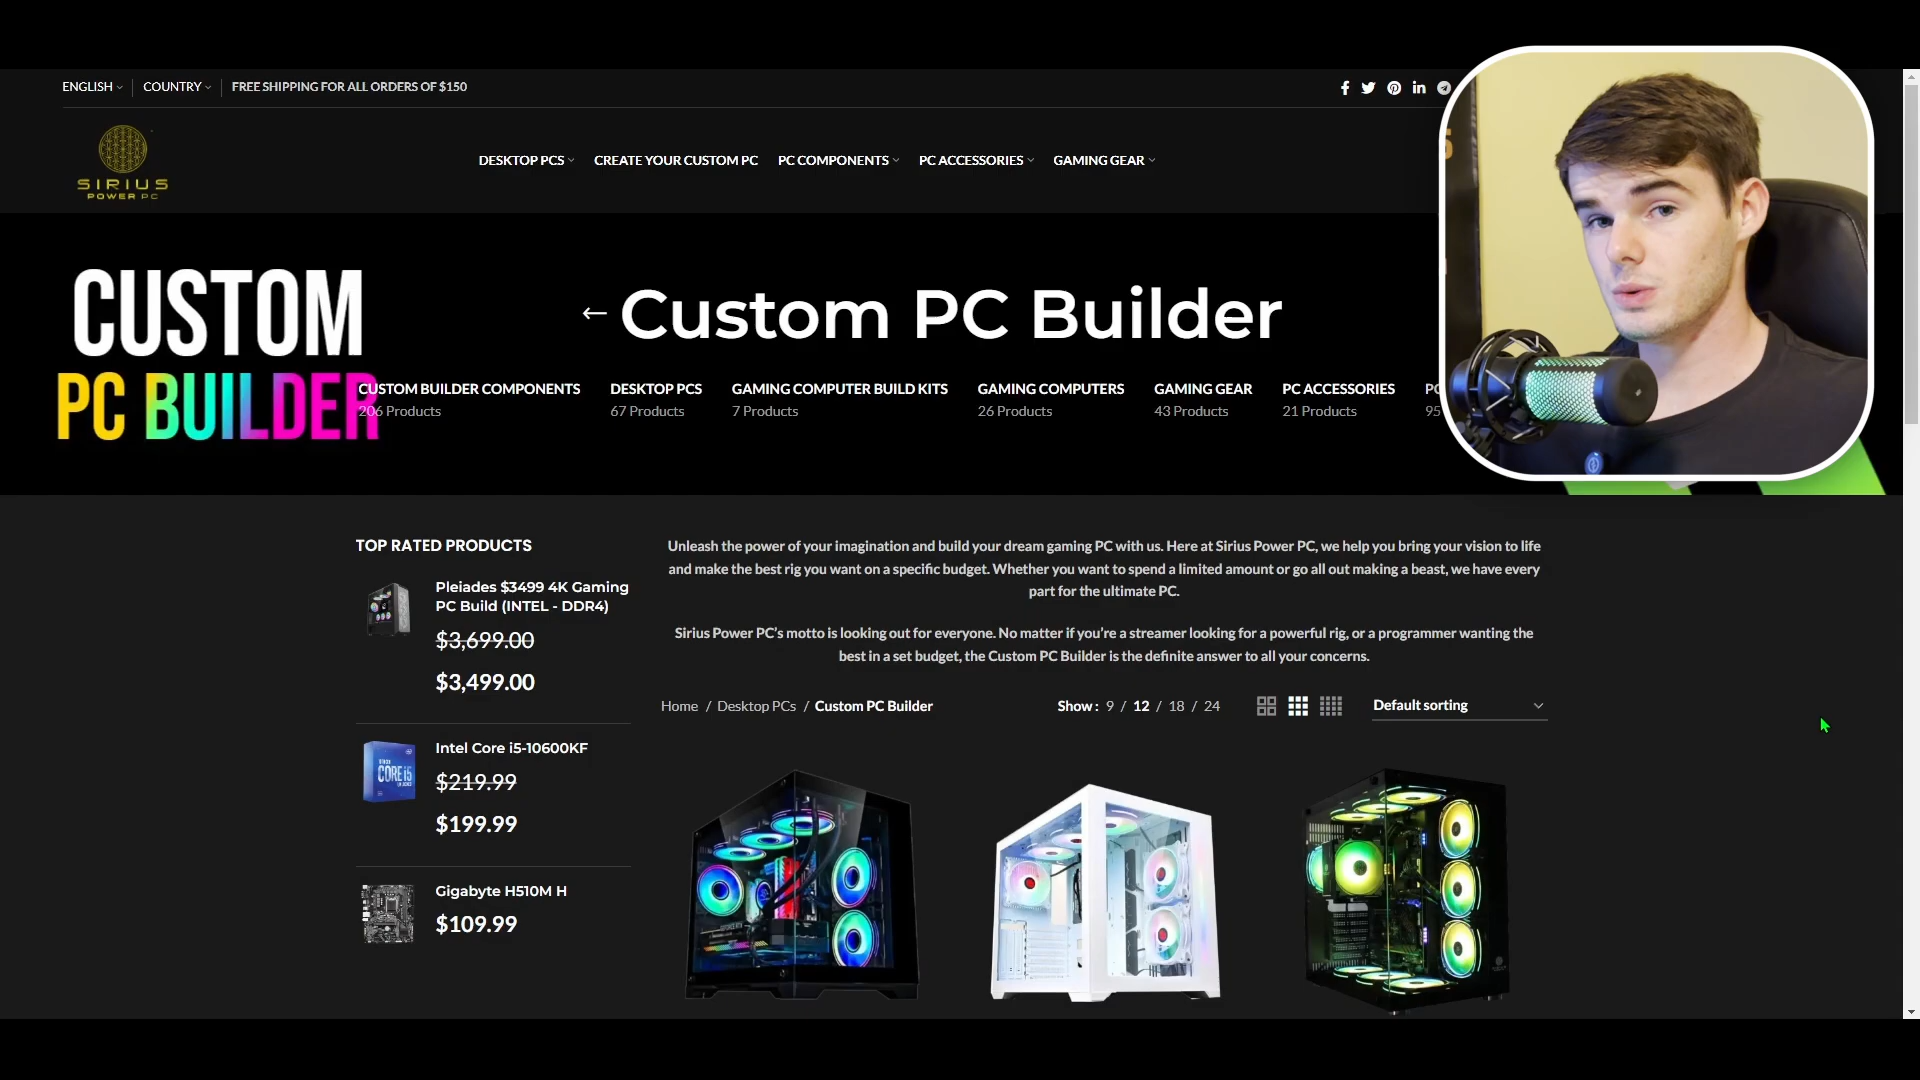 ENGLISH
COUNTRY
FREE SHIPPING FOR ALL ORDERS OF $150
SIRIUS
POWER PC
DESKTOP PCS
CREATE YOUR CUSTOM PC
PC COMPONENTS
PC ACCESSORIES
GAMING GEAR
CUSTOM
PC BUILDER
← Custom PC Builder
CUSTOM BUILDER COMPONENTS
206 Products
DESKTOP PCS
67 Products
GAMING COMPUTER BUILD KITS
7 Products
GAMING COMPUTERS
26 Products
GAMING GEAR
43 Products
PC ACCESSORIES
21 Products
95
TOP RATED PRODUCTS
Pleiades $3499 4K Gaming
PC Build (INTEL - DDR4)
$3,699.00
$3,499.00
Intel Core i5-10600KF
$219.99
$199.99
Gigabyte H510M H
$109.99
Unleash the power of your imagination and build your dream gaming PC with us. Here at Sirius Power PC, we help you bring your vision to life
and make the best rig you want on a specific budget. Whether you want to spend a limited amount or go all out making a beast, we have every
part for the ultimate PC.
Sirius Power PC's motto is looking out for everyone. No matter if you're a streamer looking for a powerful rig, or a programmer wanting the
best in a set budget, the Custom PC Builder is the definite answer to all your concerns.
Home / Desktop PCs / Custom PC Builder
Show : 9 / 12 / 18 / 24
Default sorting
CORE i5